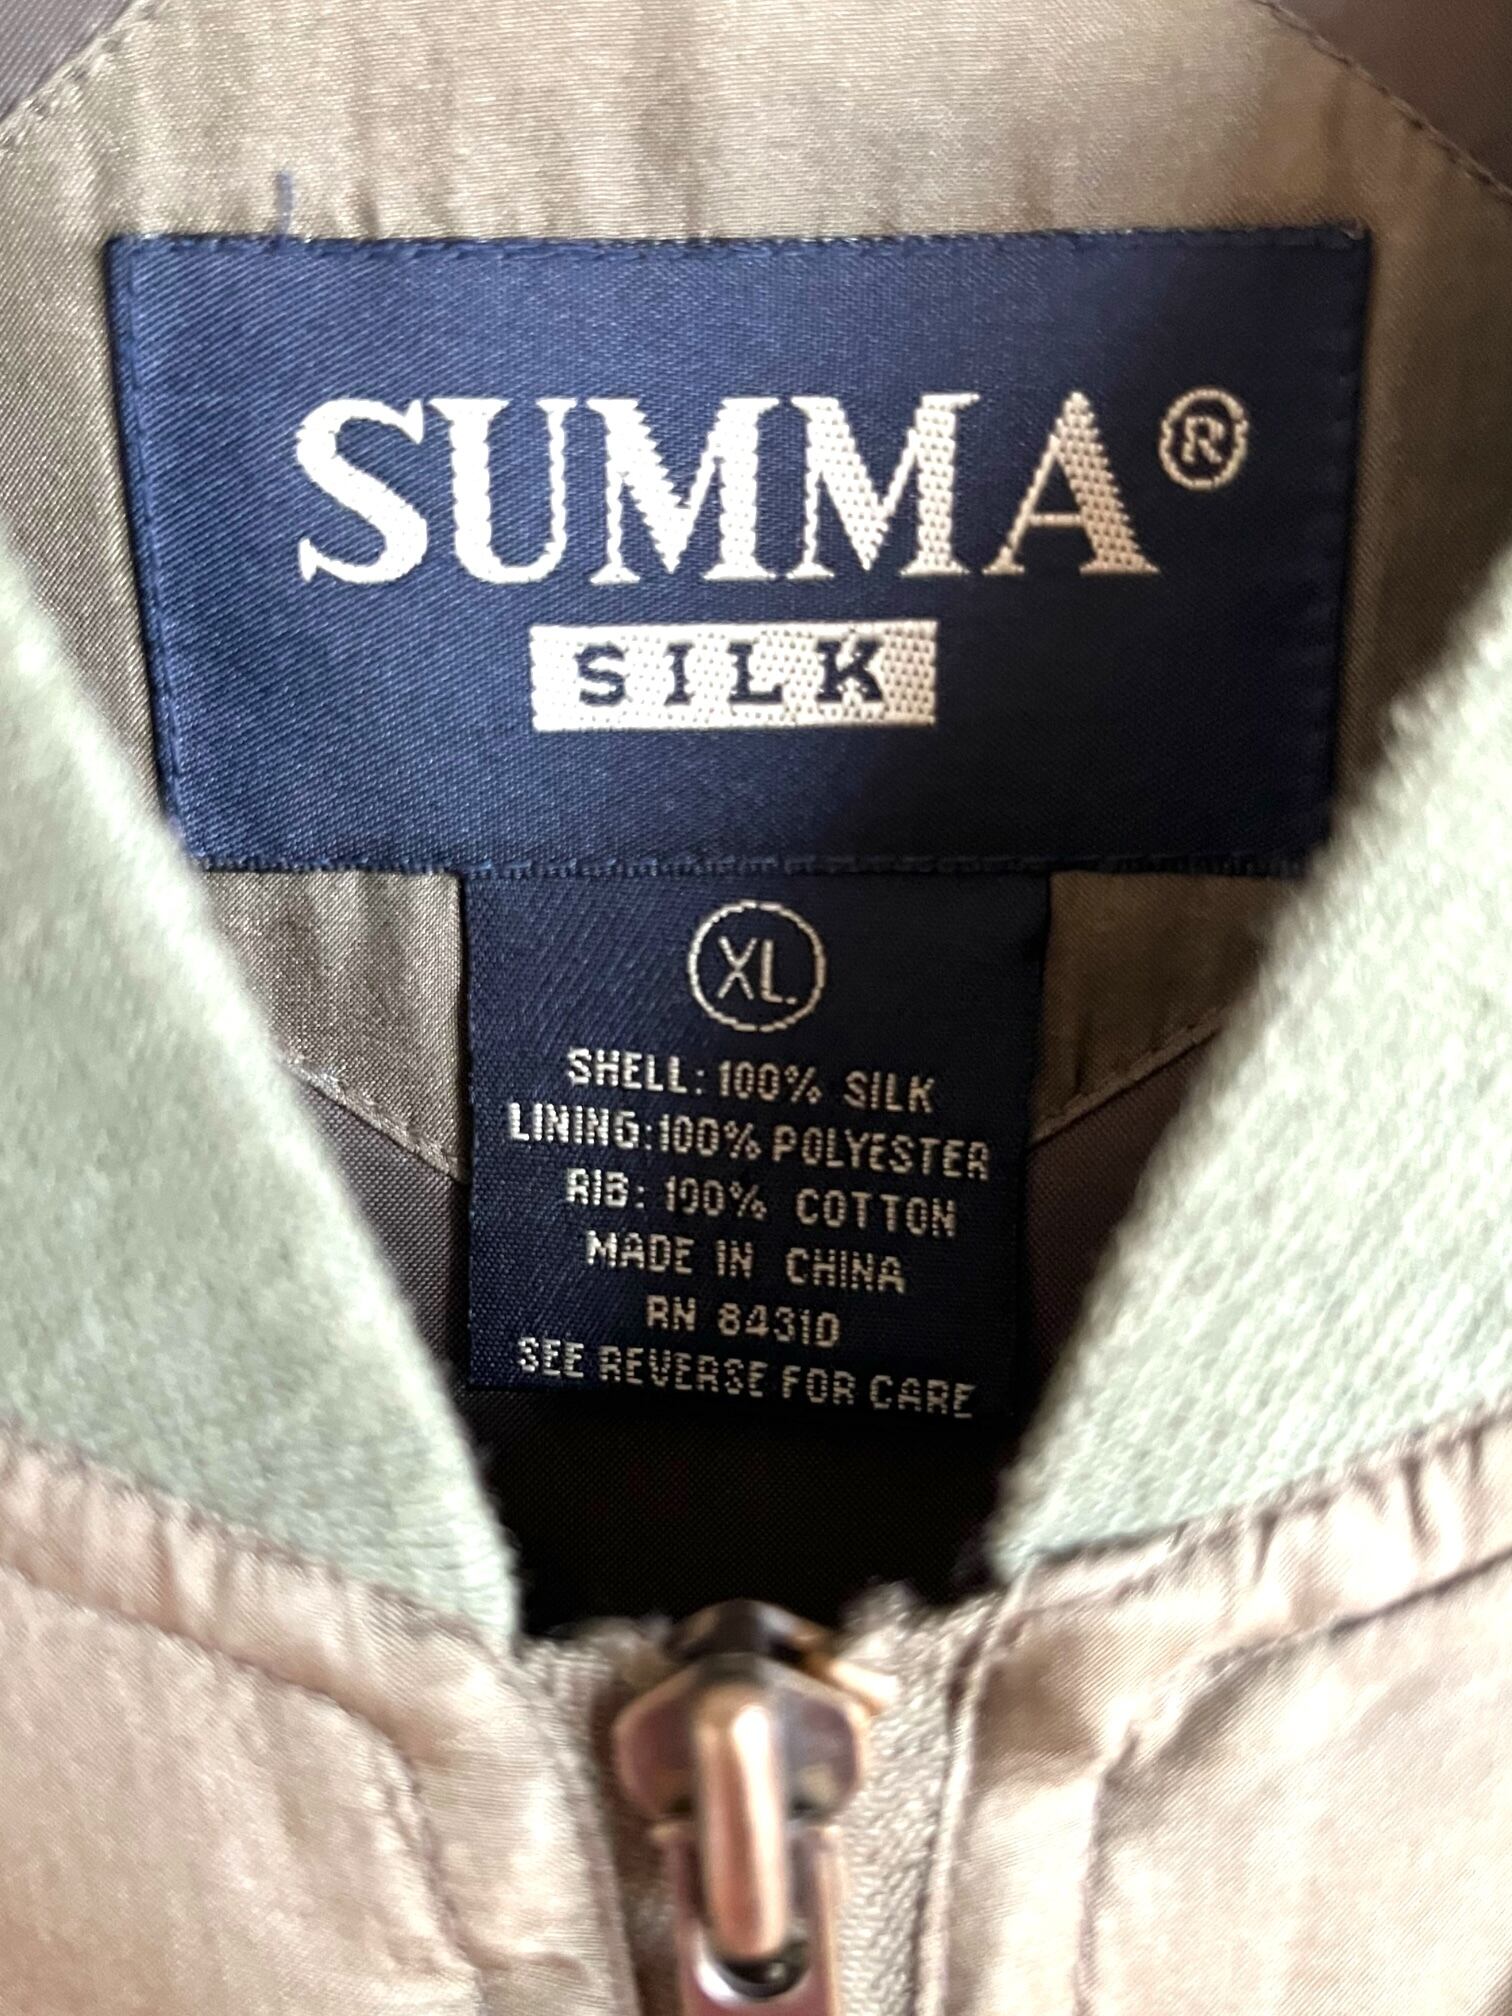 SUMMA®
SILK
XL
SHELL: 100% SILK
LINING: 100% POLYESTER
RIB: 100% COTTON
MADE IN CHINA
RN 84310
SEE REVERSE FOR CARE